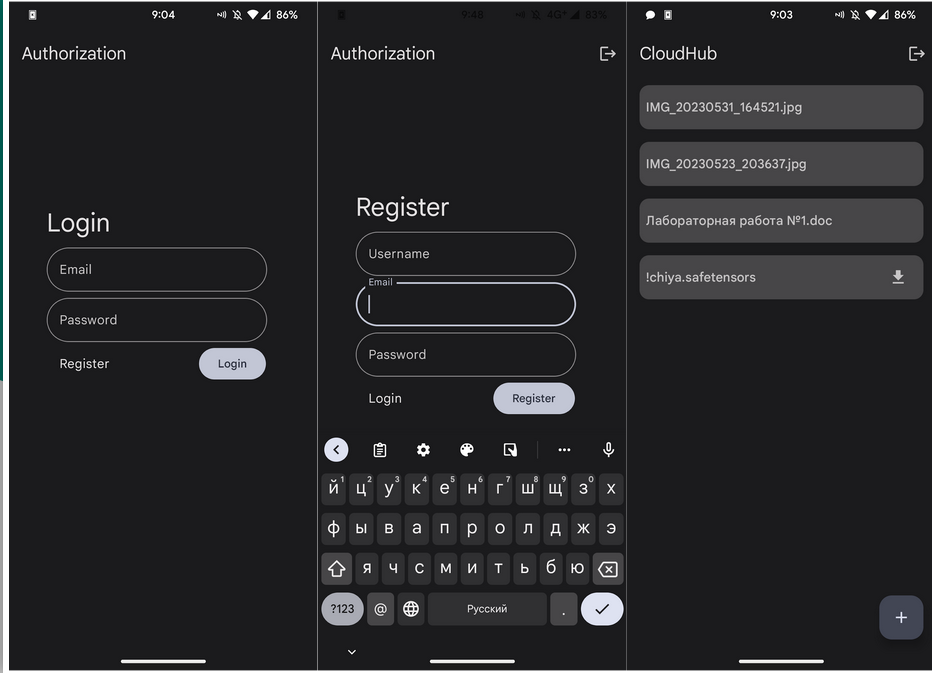 9:04
86%
Authorization
Login
Email
Password
Register
Login
9:48
4G+
83%
Authorization
Register
Username
Email
Password
Login
Register
й1 ц2 у3 к4 е5 н6 г7 ш8 щ9 з0 х
ф ы в а п р о л д ж э
я ч с м и т ь б ю
?123 @ Русский .
9:03
86%
CloudHub
IMG_20230531_164521.jpg
IMG_20230523_203637.jpg
Лабораторная работа №1.doc
!chiya.safetensors
+